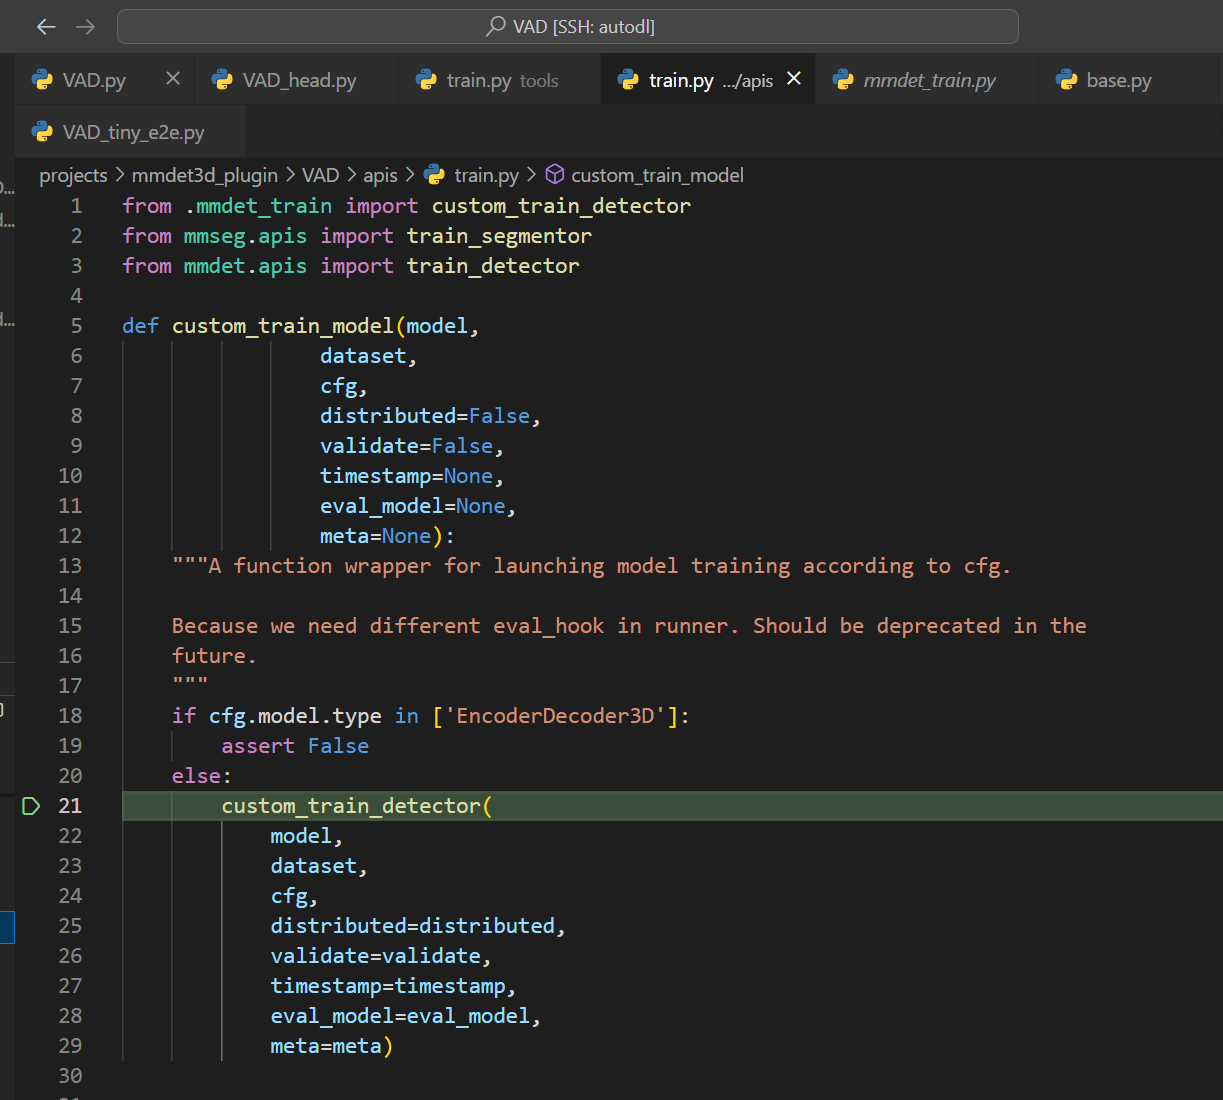 VAD [SSH: autodl]
VAD.py
VAD_head.py
train.py tools
train.py .../apis
mmdet_train.py
base.py
VAD_tiny_e2e.py
projects > mmdet3d_plugin > VAD > apis > train.py > custom_train_model
1 from .mmdet_train import custom_train_detector
2 from mmseg.apis import train_segmentor
3 from mmdet.apis import train_detector
4
5 def custom_train_model(model,
6 dataset,
7 cfg,
8 distributed=False,
9 validate=False,
10 timestamp=None,
11 eval_model=None,
12 meta=None):
13 """A function wrapper for launching model training according to cfg.
14
15 Because we need different eval_hook in runner. Should be deprecated in the
16 future.
17 """
18 if cfg.model.type in ['EncoderDecoder3D']:
19 assert False
20 else:
21 custom_train_detector(
22 model,
23 dataset,
24 cfg,
25 distributed=distributed,
26 validate=validate,
27 timestamp=timestamp,
28 eval_model=eval_model,
29 meta=meta)
30